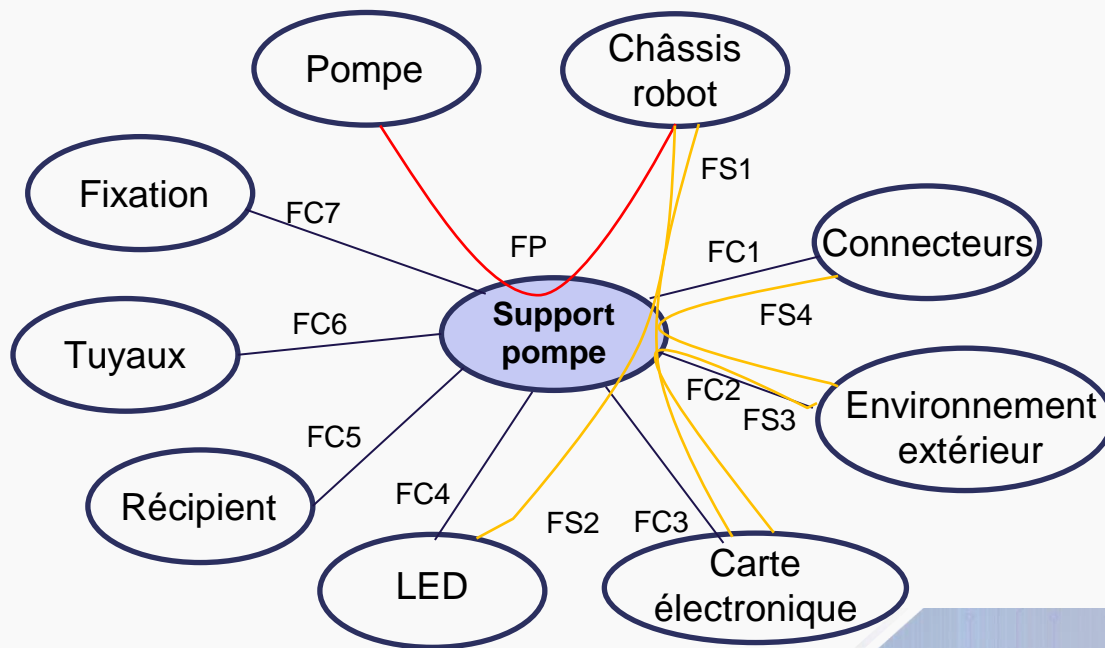 Pompe
Châssis
robot
FS1
Fixation
FC7
FP
FC1
Connecteurs
Support
pompe
FS4
FC6
Tuyaux
FC2
FS3
Environnement
extérieur
FC5
Récipient
FC4
FS2
FC3
LED
Carte
électronique